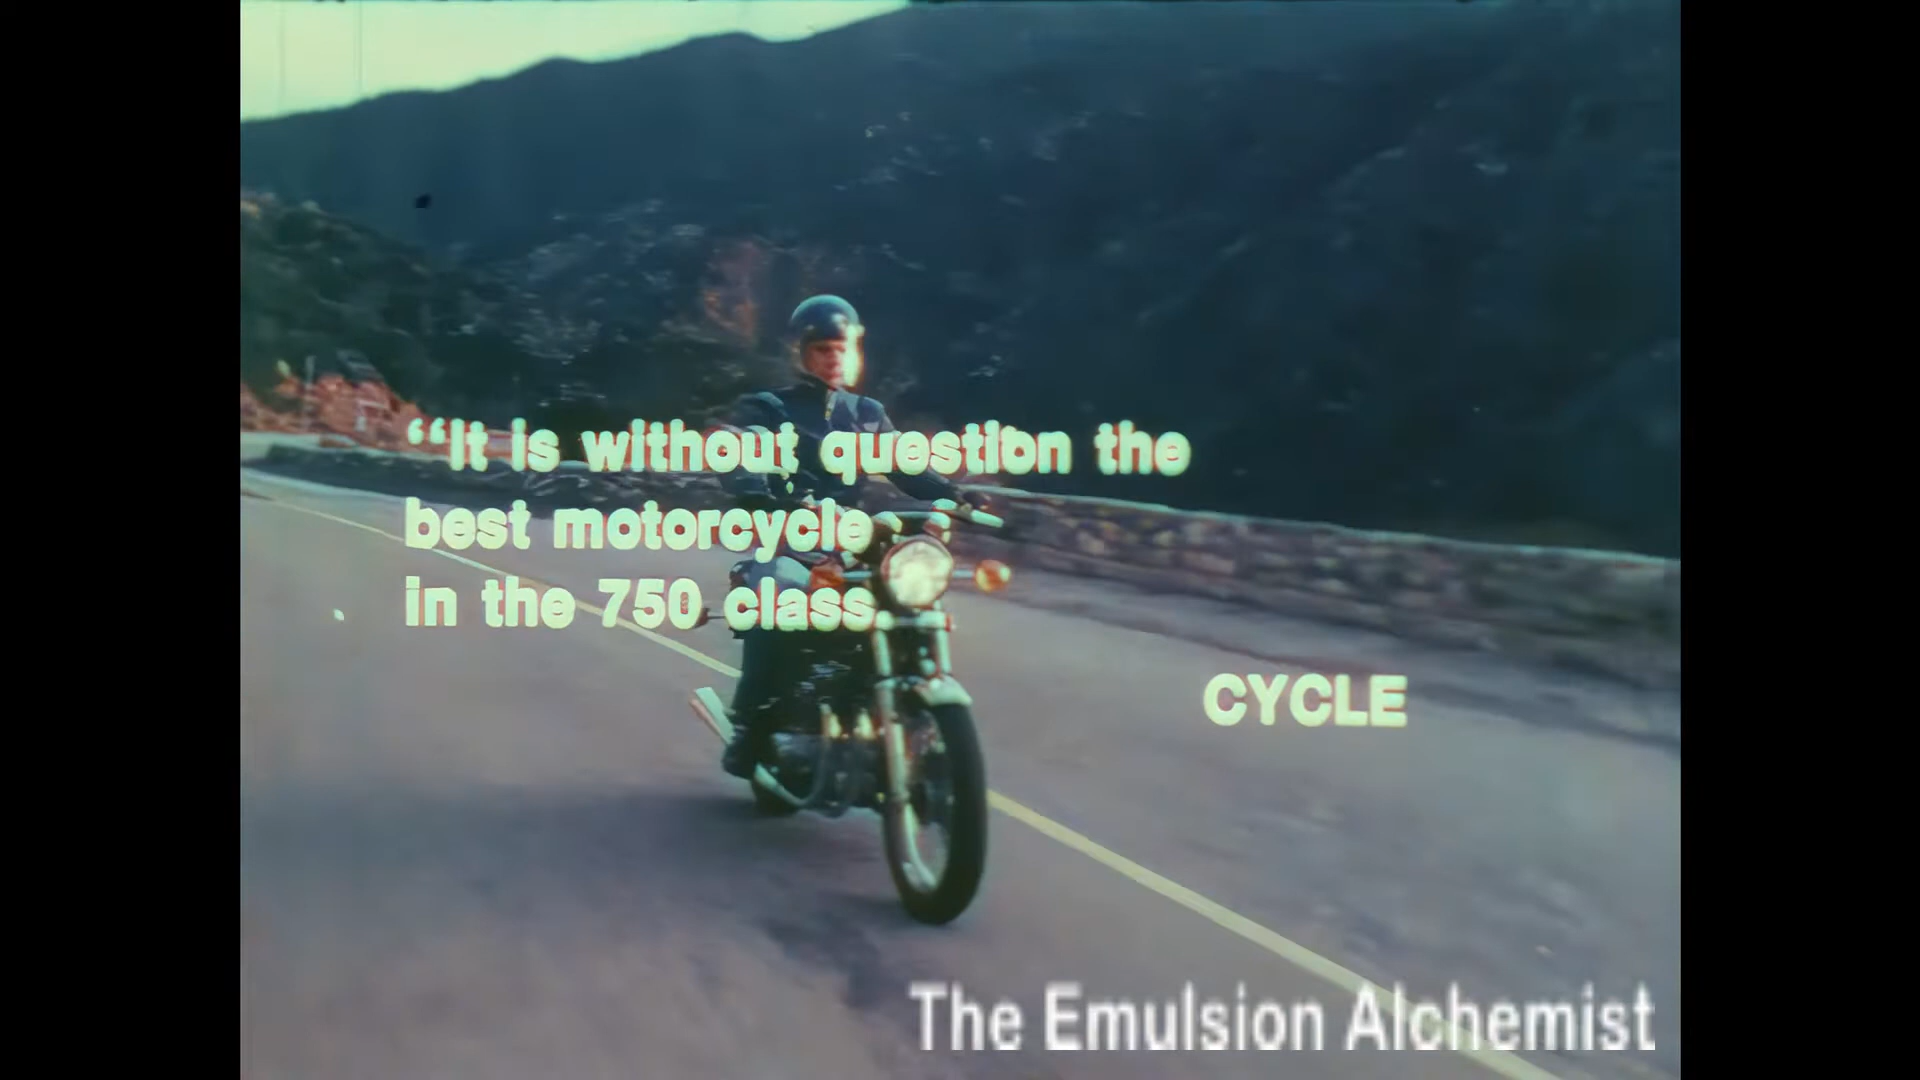 “It is without question the
best motorcycle
in the 750 class.
CYCLE
The Emulsion Alchemist